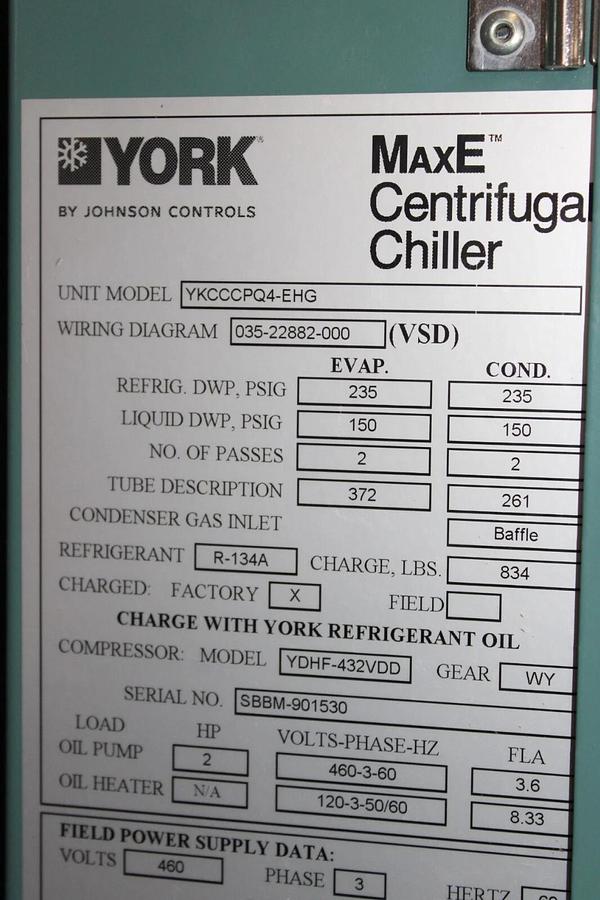 YORK™ MAXE™
BY JOHNSON CONTROLS Centrifugal
Chiller
UNIT MODEL YKCCCPQ4-EHG
WIRING DIAGRAM 035-22882-000 (VSD)
EVAP. COND.
REFRIG. DWP, PSIG 235 235
LIQUID DWP, PSIG 150 150
NO. OF PASSES 2 2
TUBE DESCRIPTION 372 261
CONDENSER GAS INLET Baffle
REFRIGERANT R-134A CHARGE, LBS. 834
CHARGED: FACTORY X FIELD
CHARGE WITH YORK REFRIGERANT OIL
COMPRESSOR: MODEL YDHF-432VDD GEAR WY
SERIAL NO. SBBM-901530
LOAD HP VOLTS-PHASE-HZ FLA
OIL PUMP 2 460-3-60 3.6
OIL HEATER N/A 120-3-50/60 8.33
FIELD POWER SUPPLY DATA:
VOLTS 460 PHASE 3 HERTZ 60